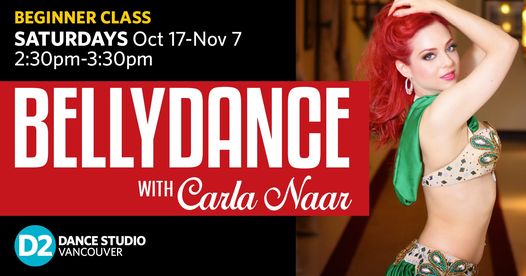 BEGINNER CLASS
SATURDAYS Oct 17-Nov 7
2:30pm-3:30pm
BELLYDANCE
WITH Carla Naar
D2 DANCE STUDIO
VANCOUVER